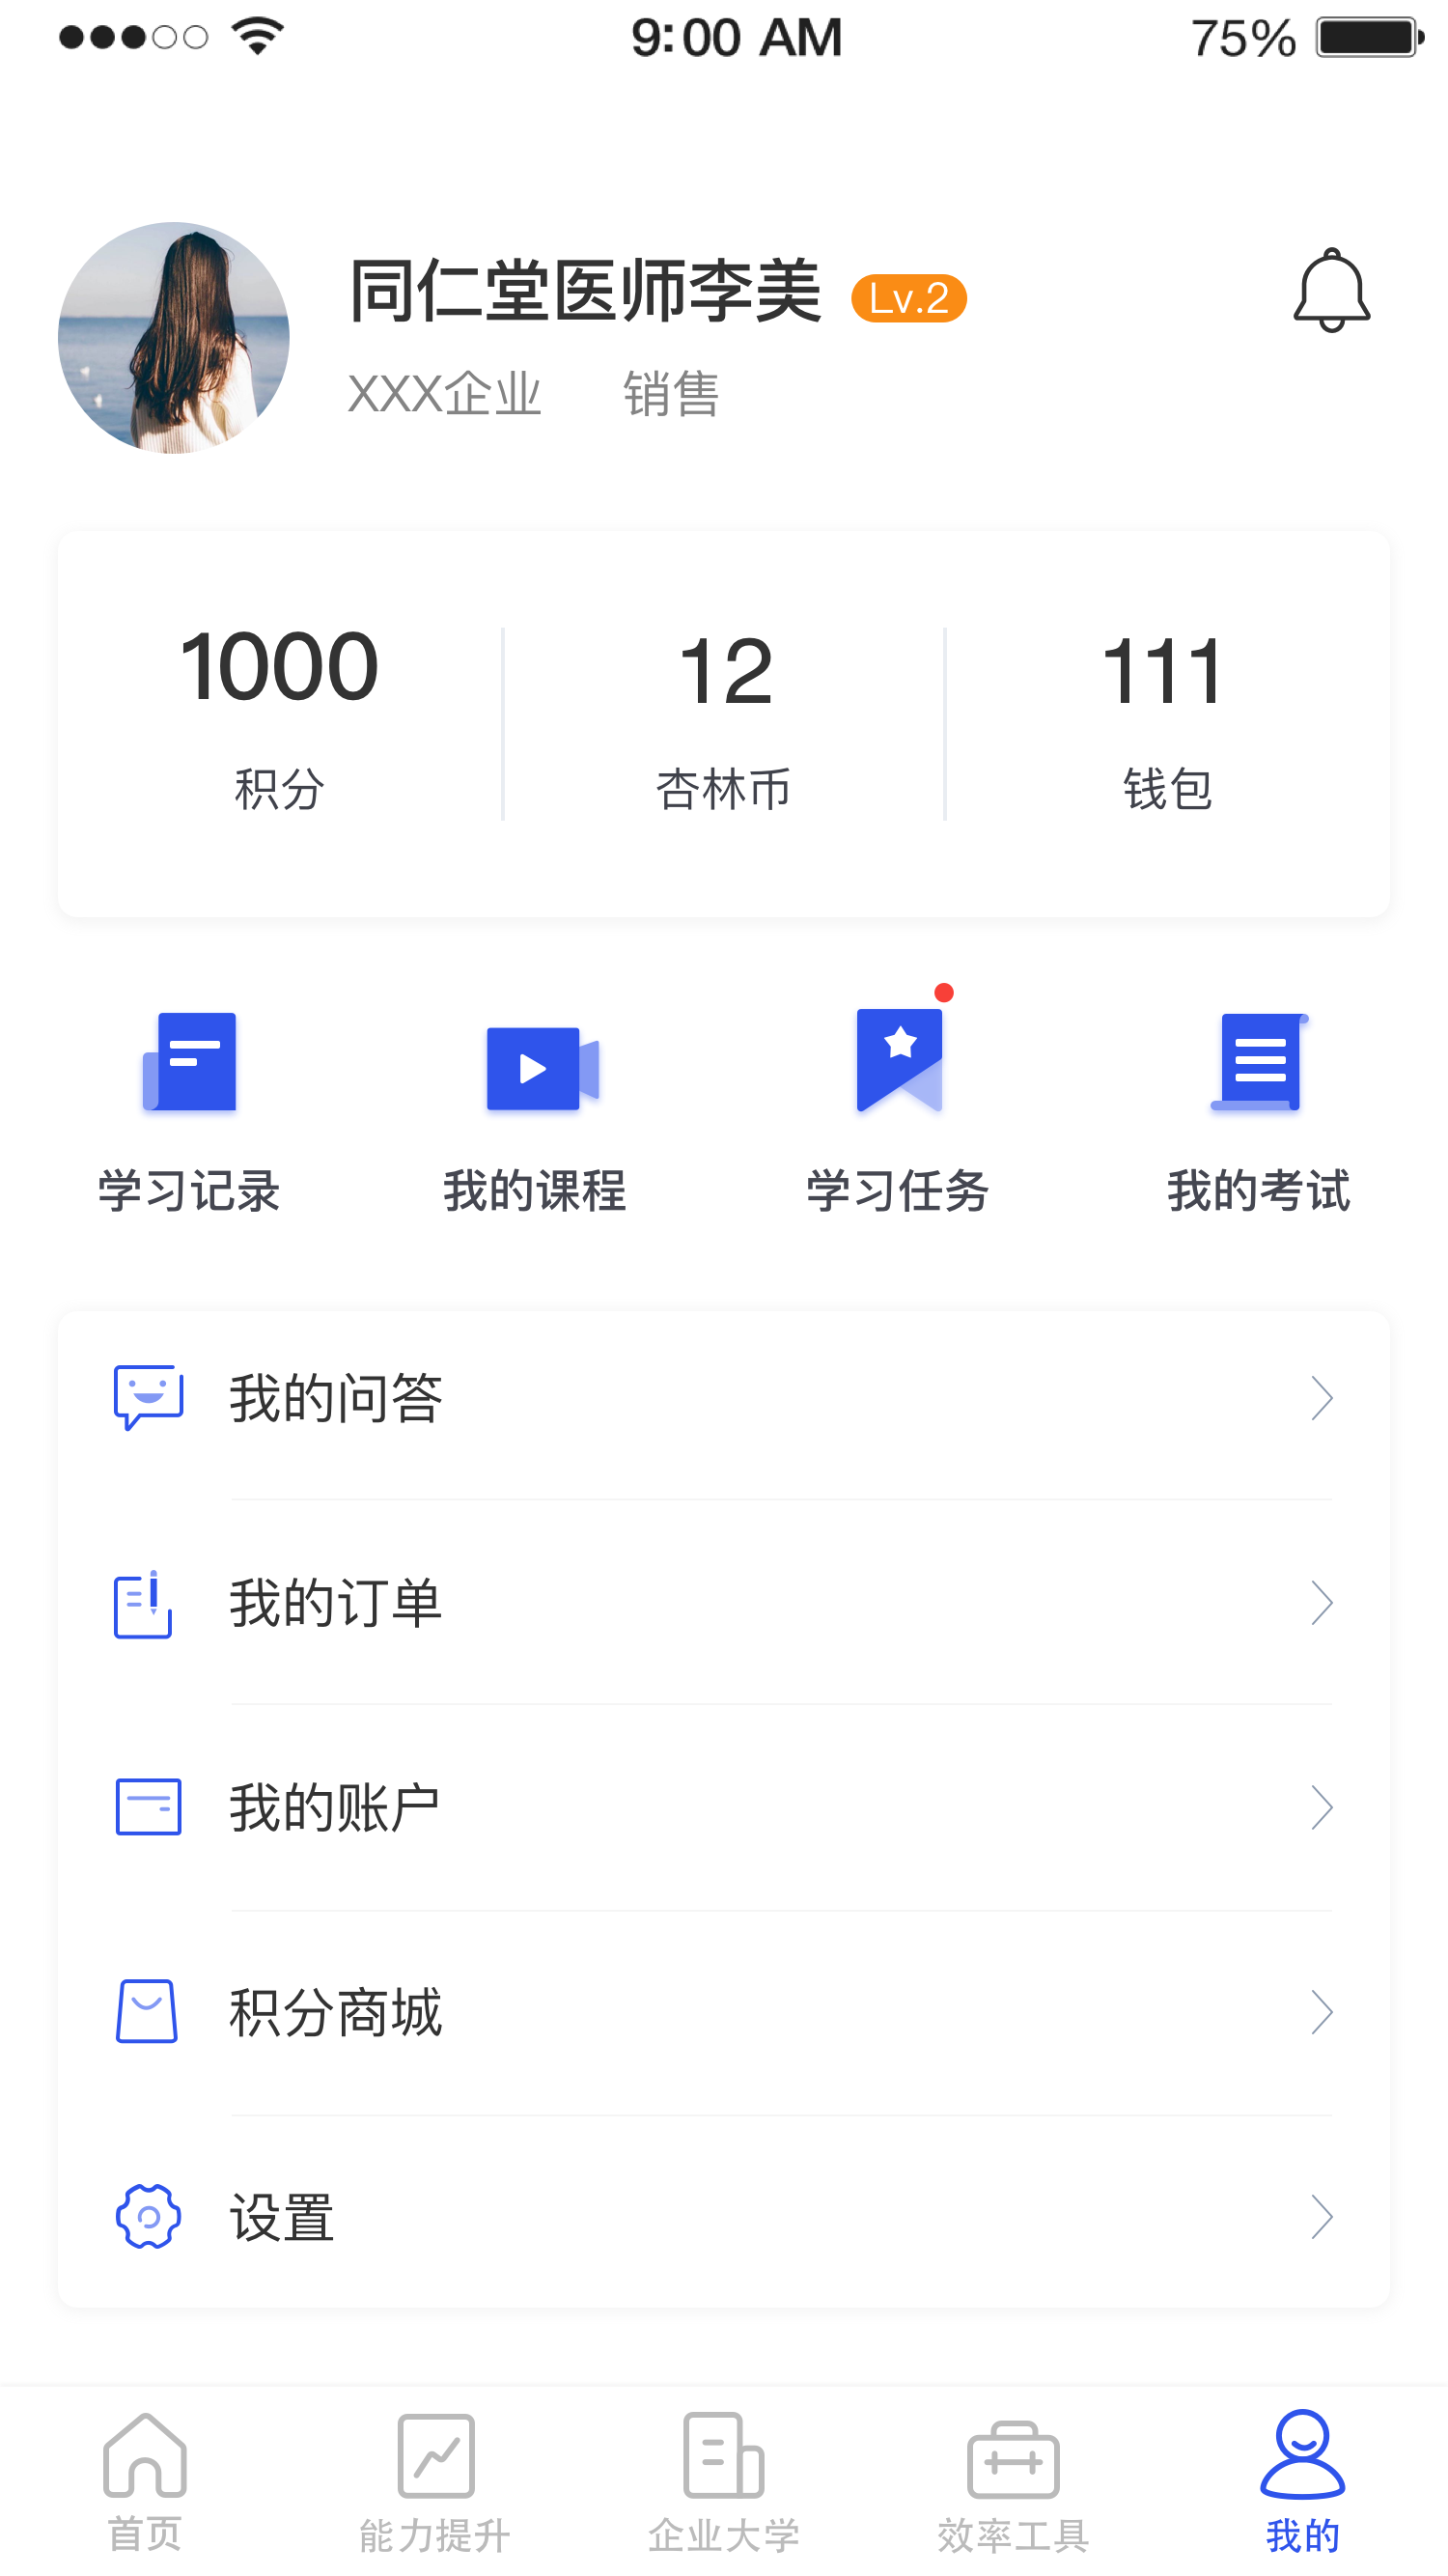 9:00 AM 75%
同仁堂医师李美 Lv.2
XXX企业 销售
1000 12 111
积分 杏林币 钱包
学习记录 我的课程 学习任务 我的考试
我的问答
我的订单
我的账户
积分商城
设置
首页 能力提升 企业大学 效率工具 我的